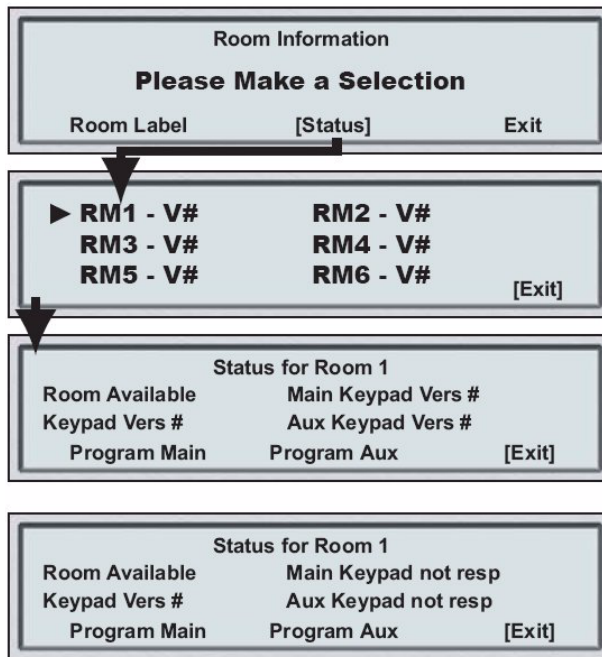 Room Information
Please Make a Selection
Room Label [Status] Exit
▶ RM1 - V# RM2 - V#
RM3 - V# RM4 - V#
RM5 - V# RM6 - V#
[Exit]
Status for Room 1
Room Available Main Keypad Vers #
Keypad Vers # Aux Keypad Vers #
Program Main Program Aux [Exit]
Status for Room 1
Room Available Main Keypad not resp
Keypad Vers # Aux Keypad not resp
Program Main Program Aux [Exit]